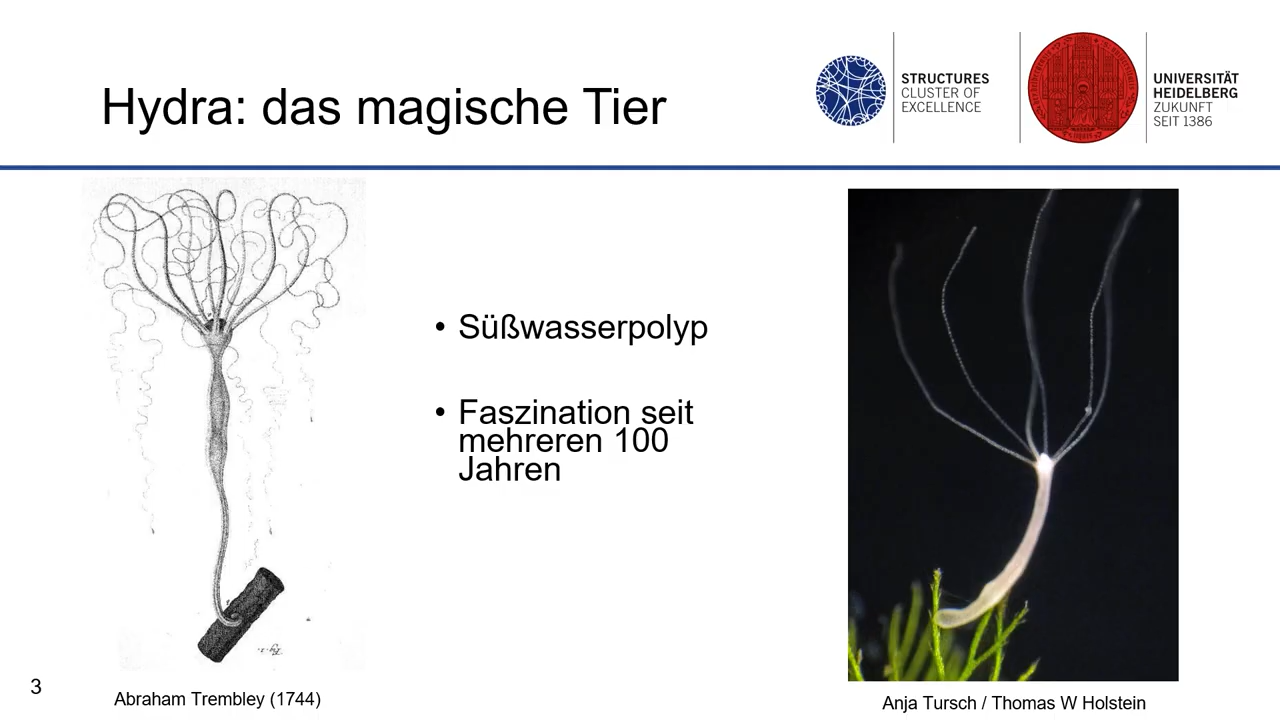 Hydra: das magische Tier
STRUCTURES
CLUSTER OF
EXCELLENCE
UNIVERSITÄT
HEIDELBERG
ZUKUNFT
SEIT 1386
• Süßwasserpolyp
• Faszination seit
mehreren 100
Jahren
3
Abraham Trembley (1744)
Anja Tursch / Thomas W Holstein